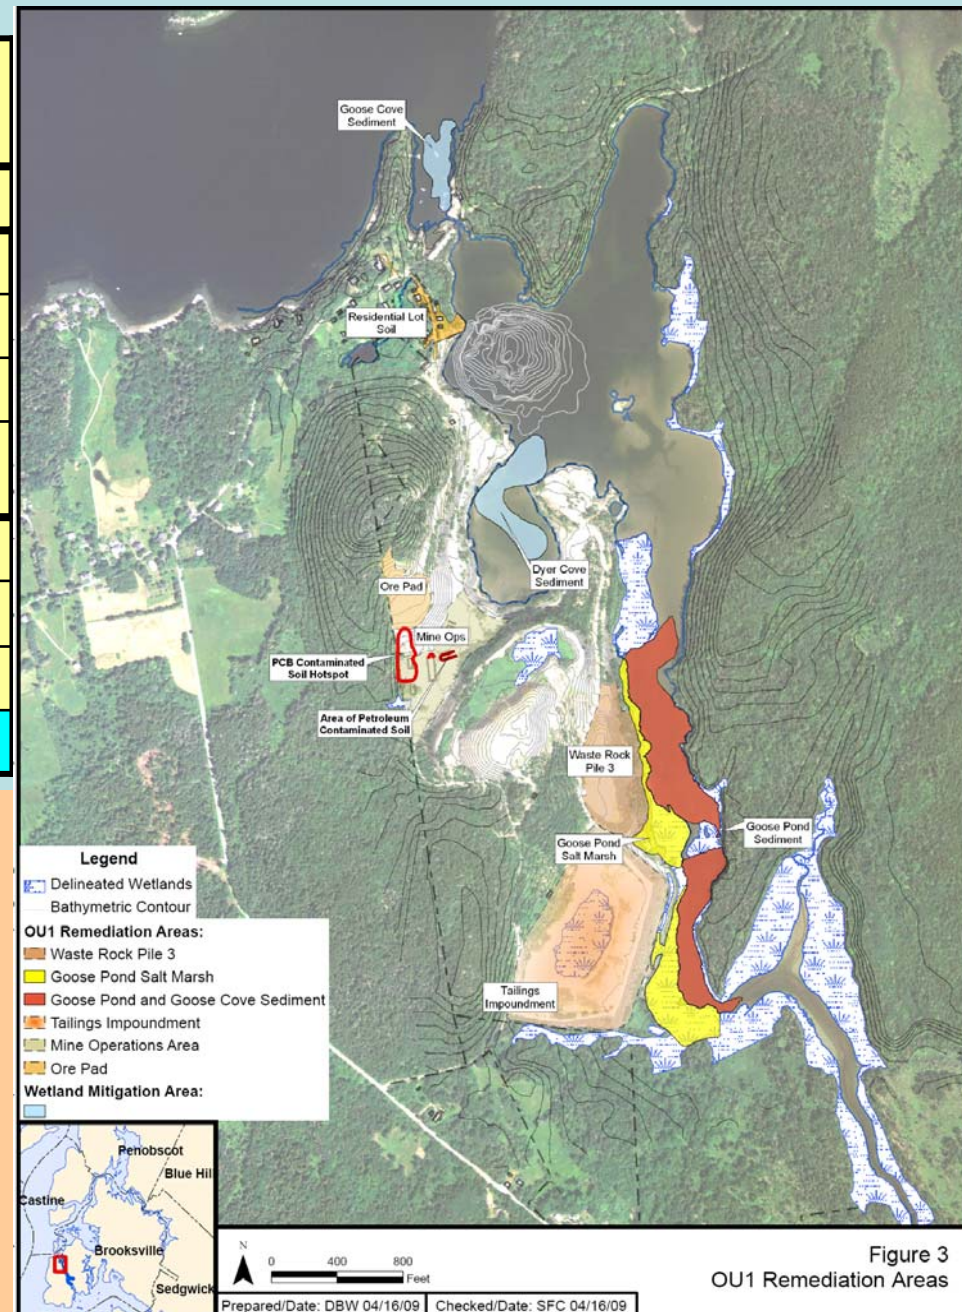 Goose Cove
Sediment
Residential Lot
Soil
Dyer Cove
Sediment
Ore Pad
Mine Ops
PCB Contaminated
Soil Hotspot
Area of Petroleum
Contaminated Soil
Waste Rock
Pile 3
Goose Pond
Sediment
Goose Pond
Salt Marsh
Tailings
Impoundment
Legend
Delineated Wetlands
Bathymetric Contour
OU1 Remediation Areas:
Waste Rock Pile 3
Goose Pond Salt Marsh
Goose Pond and Goose Cove Sediment
Tailings Impoundment
Mine Operations Area
Ore Pad
Wetland Mitigation Area:
Penobscot
Blue Hil
Castine
Brooksville
Sedgwick
N
0 400 800
Feet
Figure 3
OU1 Remediation Areas
Prepared/Date: DBW 04/16/09 Checked/Date: SFC 04/16/09